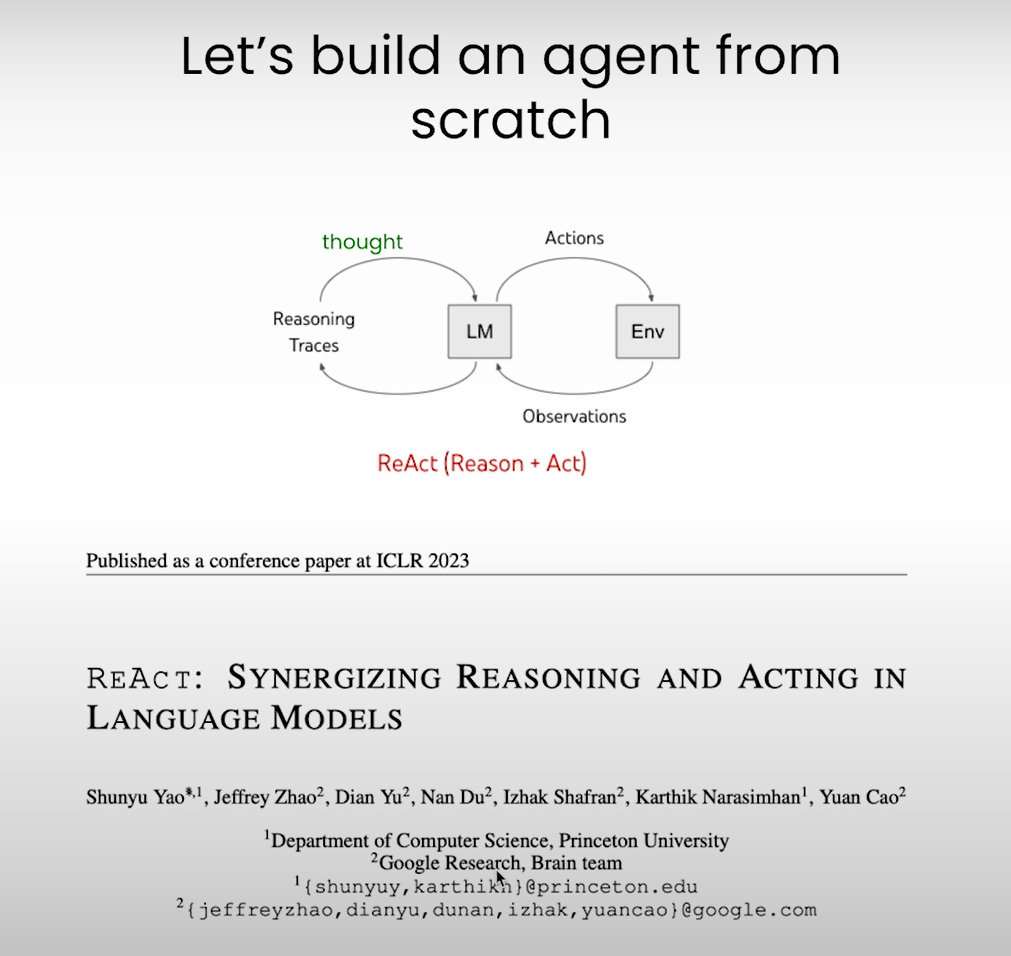 Let's build an agent from
scratch
thought
Actions
Reasoning
Traces
LM
Env
Observations
ReAct (Reason + Act)
Published as a conference paper at ICLR 2023
REACT: SYNERGIZING REASONING AND ACTING IN
LANGUAGE MODELS
Shunyu Yao*,1, Jeffrey Zhao2, Dian Yu2, Nan Du2, Izhak Shafran2, Karthik Narasimhan1, Yuan Cao2
1Department of Computer Science, Princeton University
2Google Research, Brain team
1{shunyuy,karthikn}@princeton.edu
2{jeffreyzhao,dianyu,dunan,izhak,yuancao}@google.com